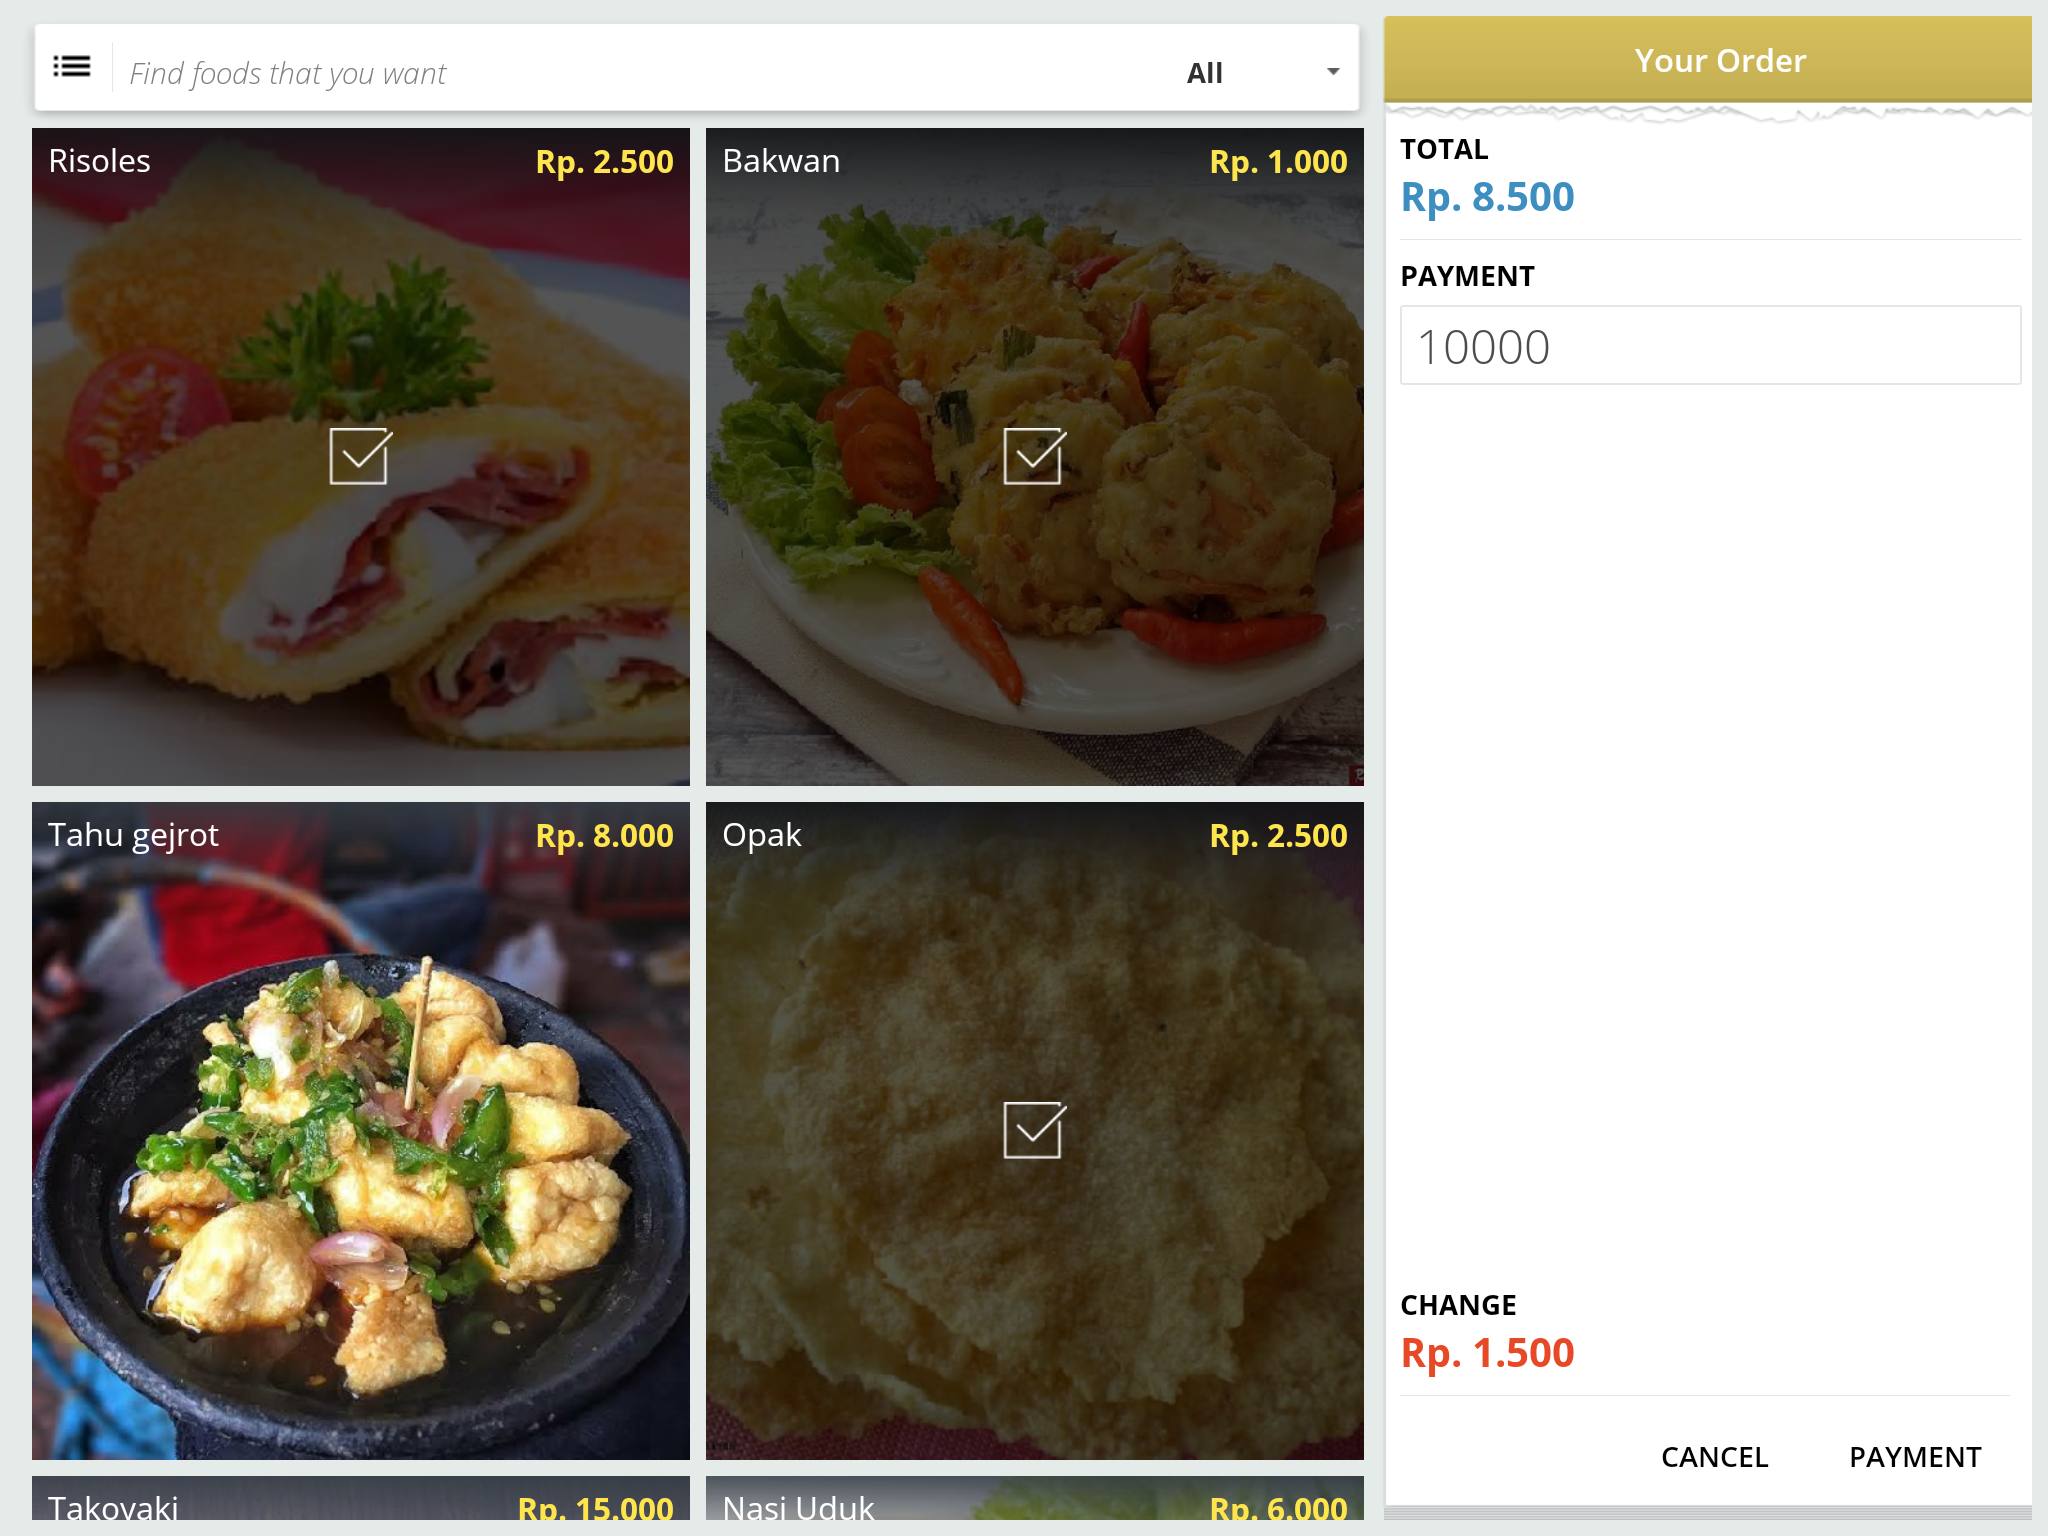 Find foods that you want
All
Your Order
Risoles
Rp. 2.500
Bakwan
Rp. 1.000
TOTAL
Rp. 8.500
PAYMENT
10000
Tahu gejrot
Rp. 8.000
Opak
Rp. 2.500
CHANGE
Rp. 1.500
CANCEL
PAYMENT
Takoyaki
Rp. 15.000
Nasi Uduk
Rp. 6.000